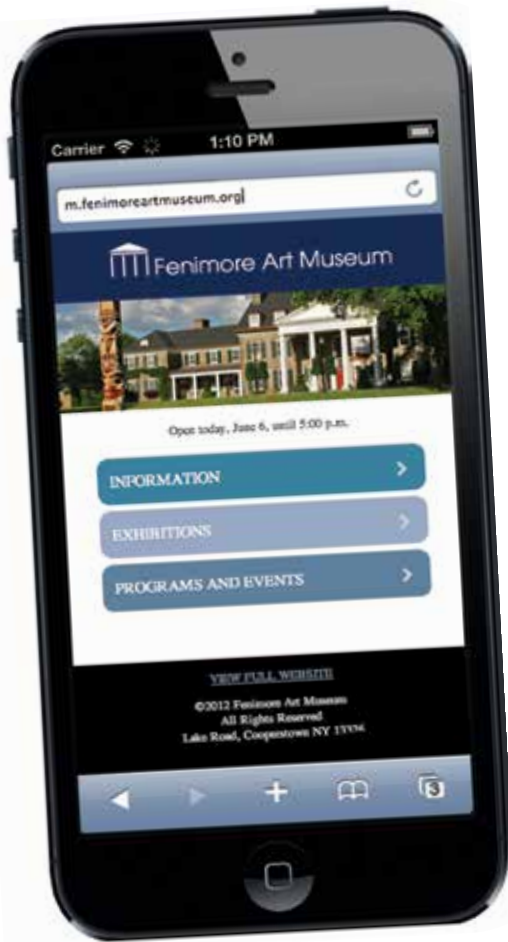 Carrier
1:10 PM
m.fenimoreartmuseum.org
Fenimore Art Museum
Open today, June 6, until 5:00 p.m.
INFORMATION
EXHIBITIONS
PROGRAMS AND EVENTS
VIEW FULL WEBSITE
©2012 Fenimore Art Museum
All Rights Reserved
Lake Road, Cooperstown NY
3